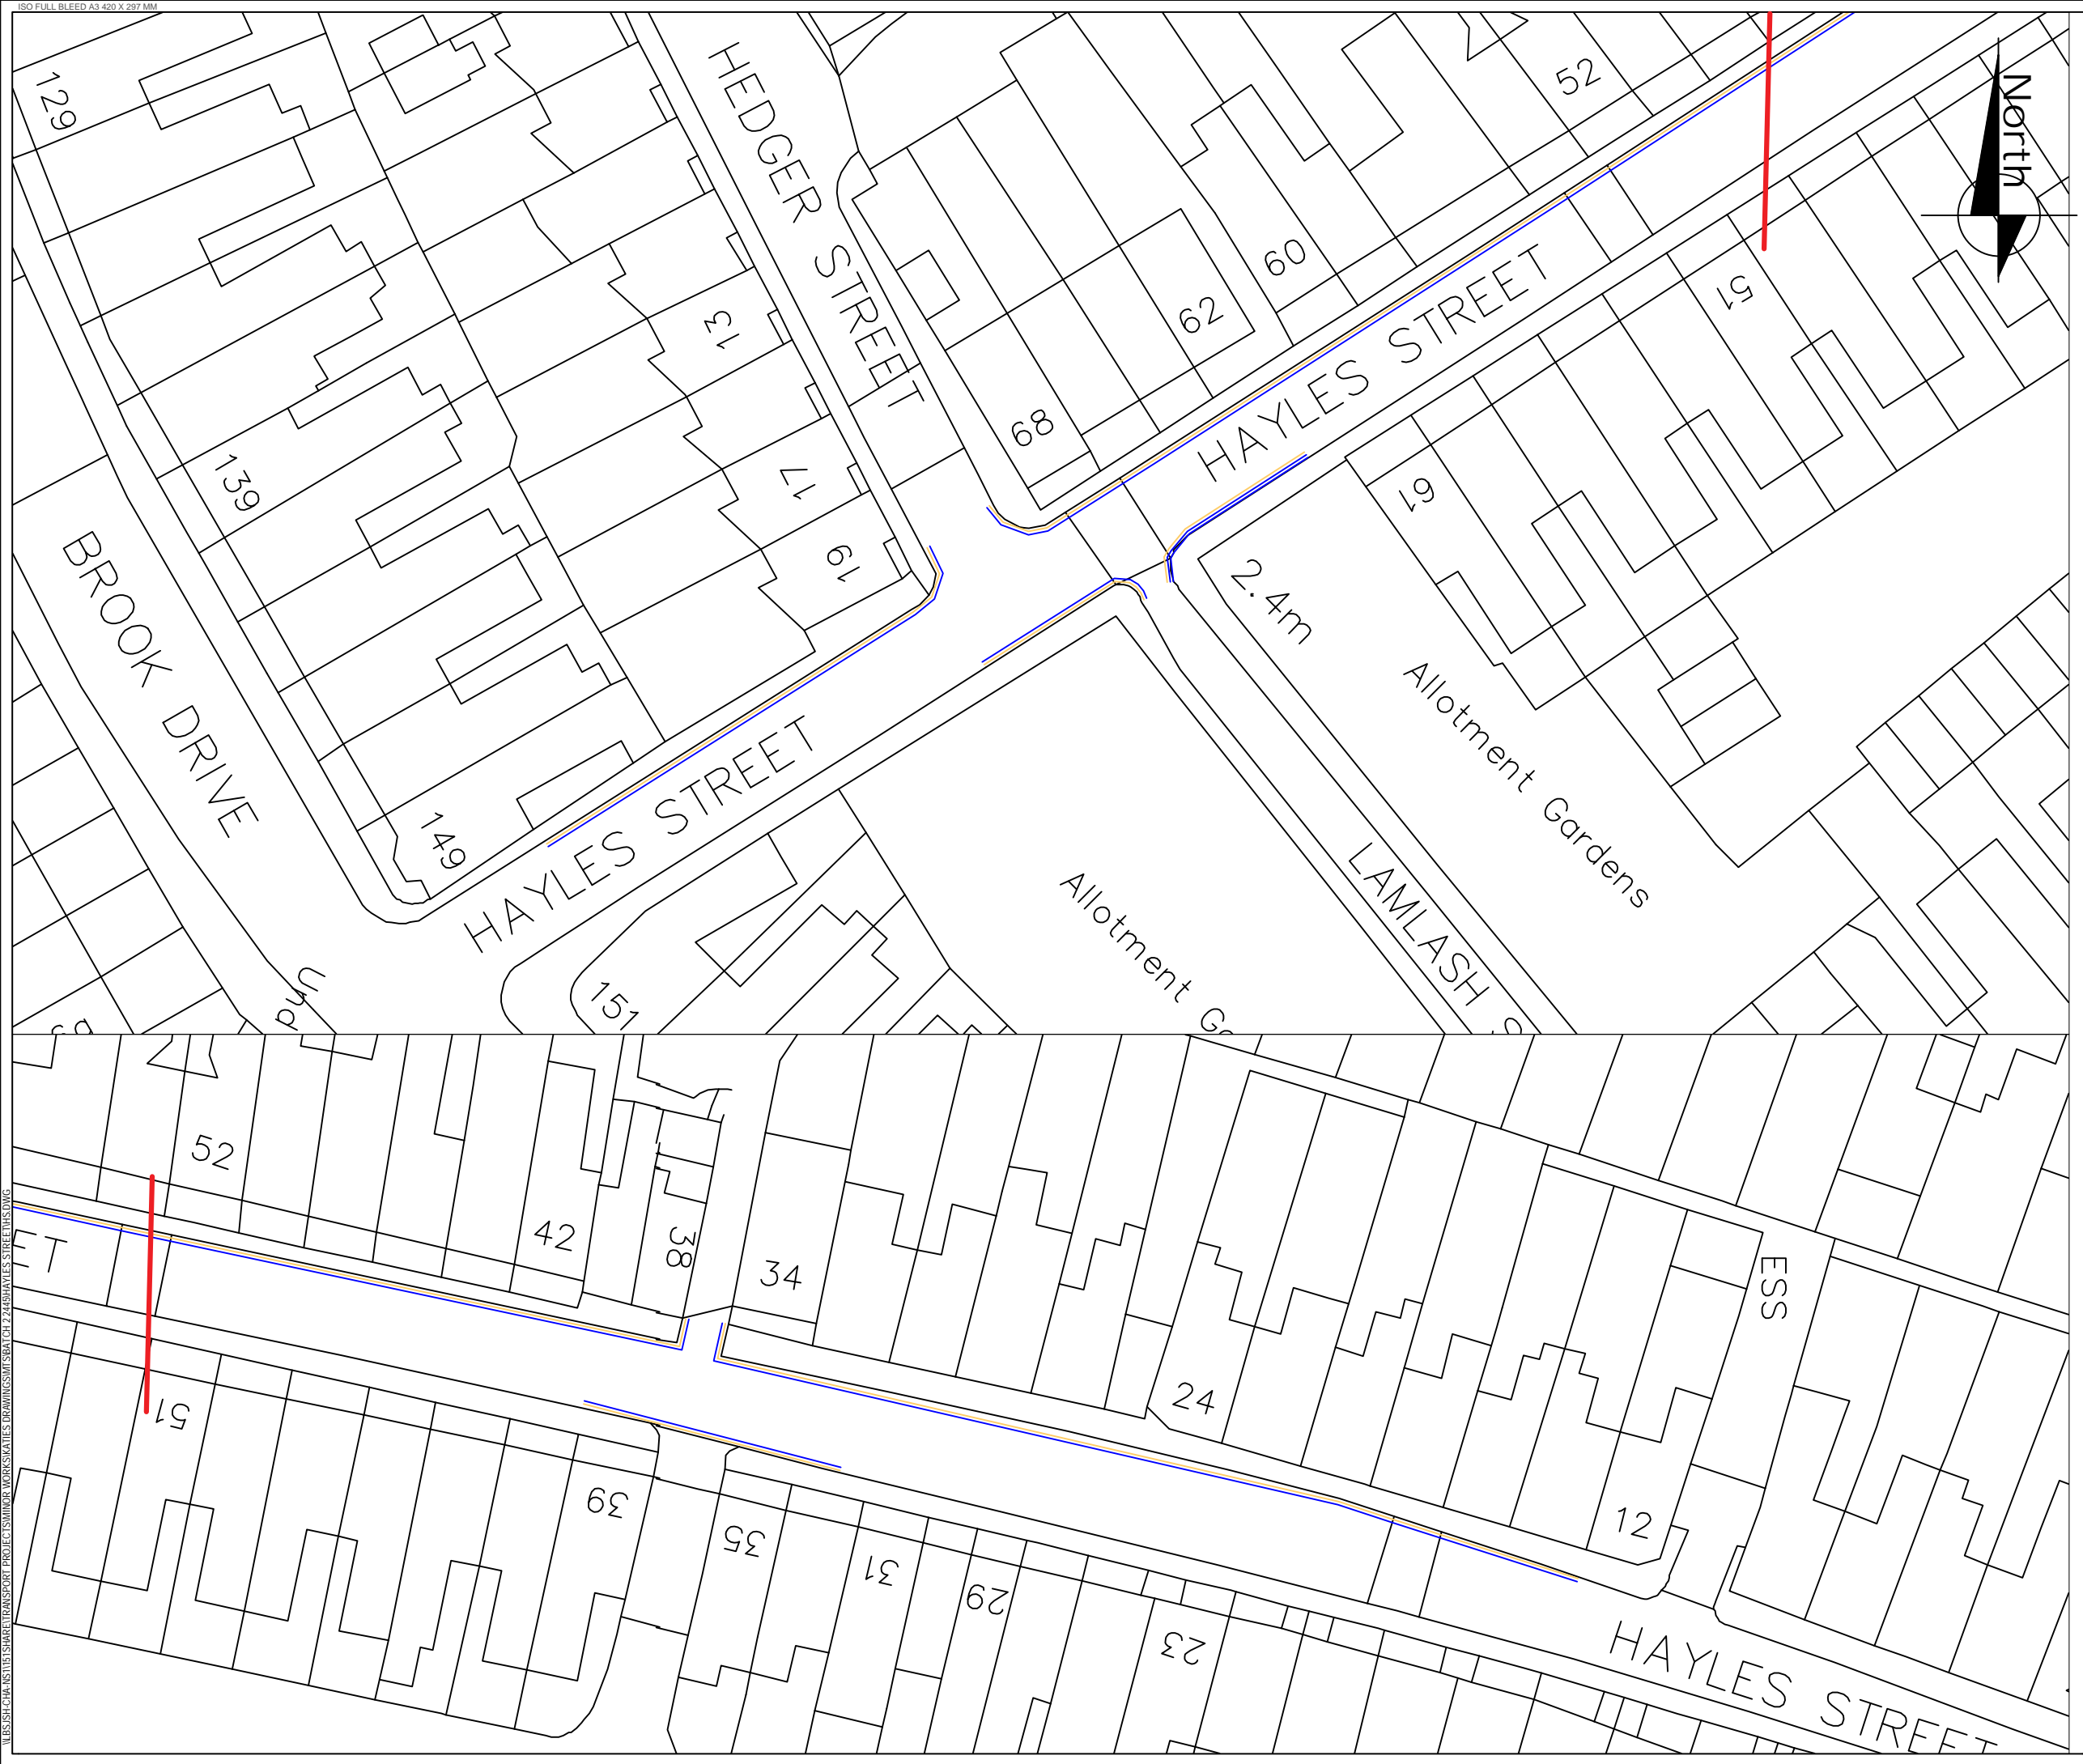 ISO FULL BLEED A3 420 X 297 MM
129
HEDGER STREET
52
North
13
60
62
51
68
HAYLES STREET
139
17
61
19
2.4m
BROOK DRIVE
Allotment Gardens
HAYLES STREET
149
LAMLASH S
Allotment Ga
151
52
42
38
34
ET
ESS
51
24
39
35
12
31
29
23
HAYLES STREET